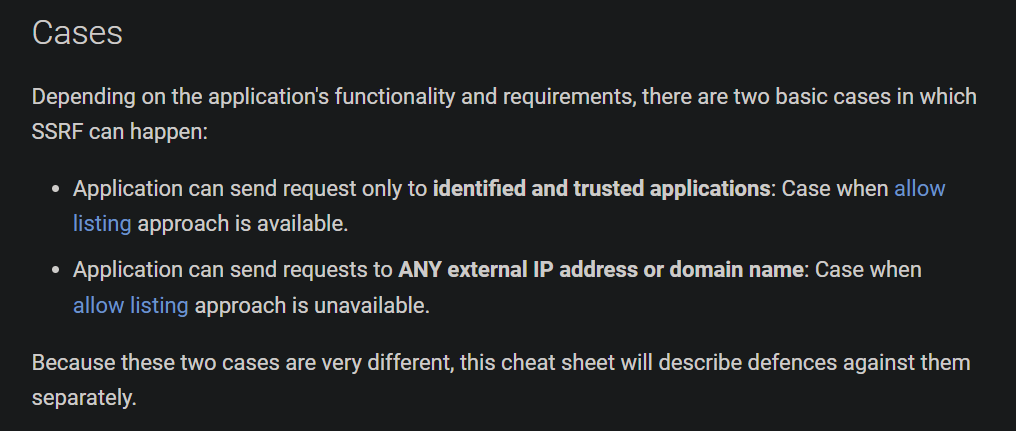 Cases
Depending on the application's functionality and requirements, there are two basic cases in which
SSRF can happen:
• Application can send request only to identified and trusted applications: Case when allow
listing approach is available.
• Application can send requests to ANY external IP address or domain name: Case when
allow listing approach is unavailable.
Because these two cases are very different, this cheat sheet will describe defences against them
separately.